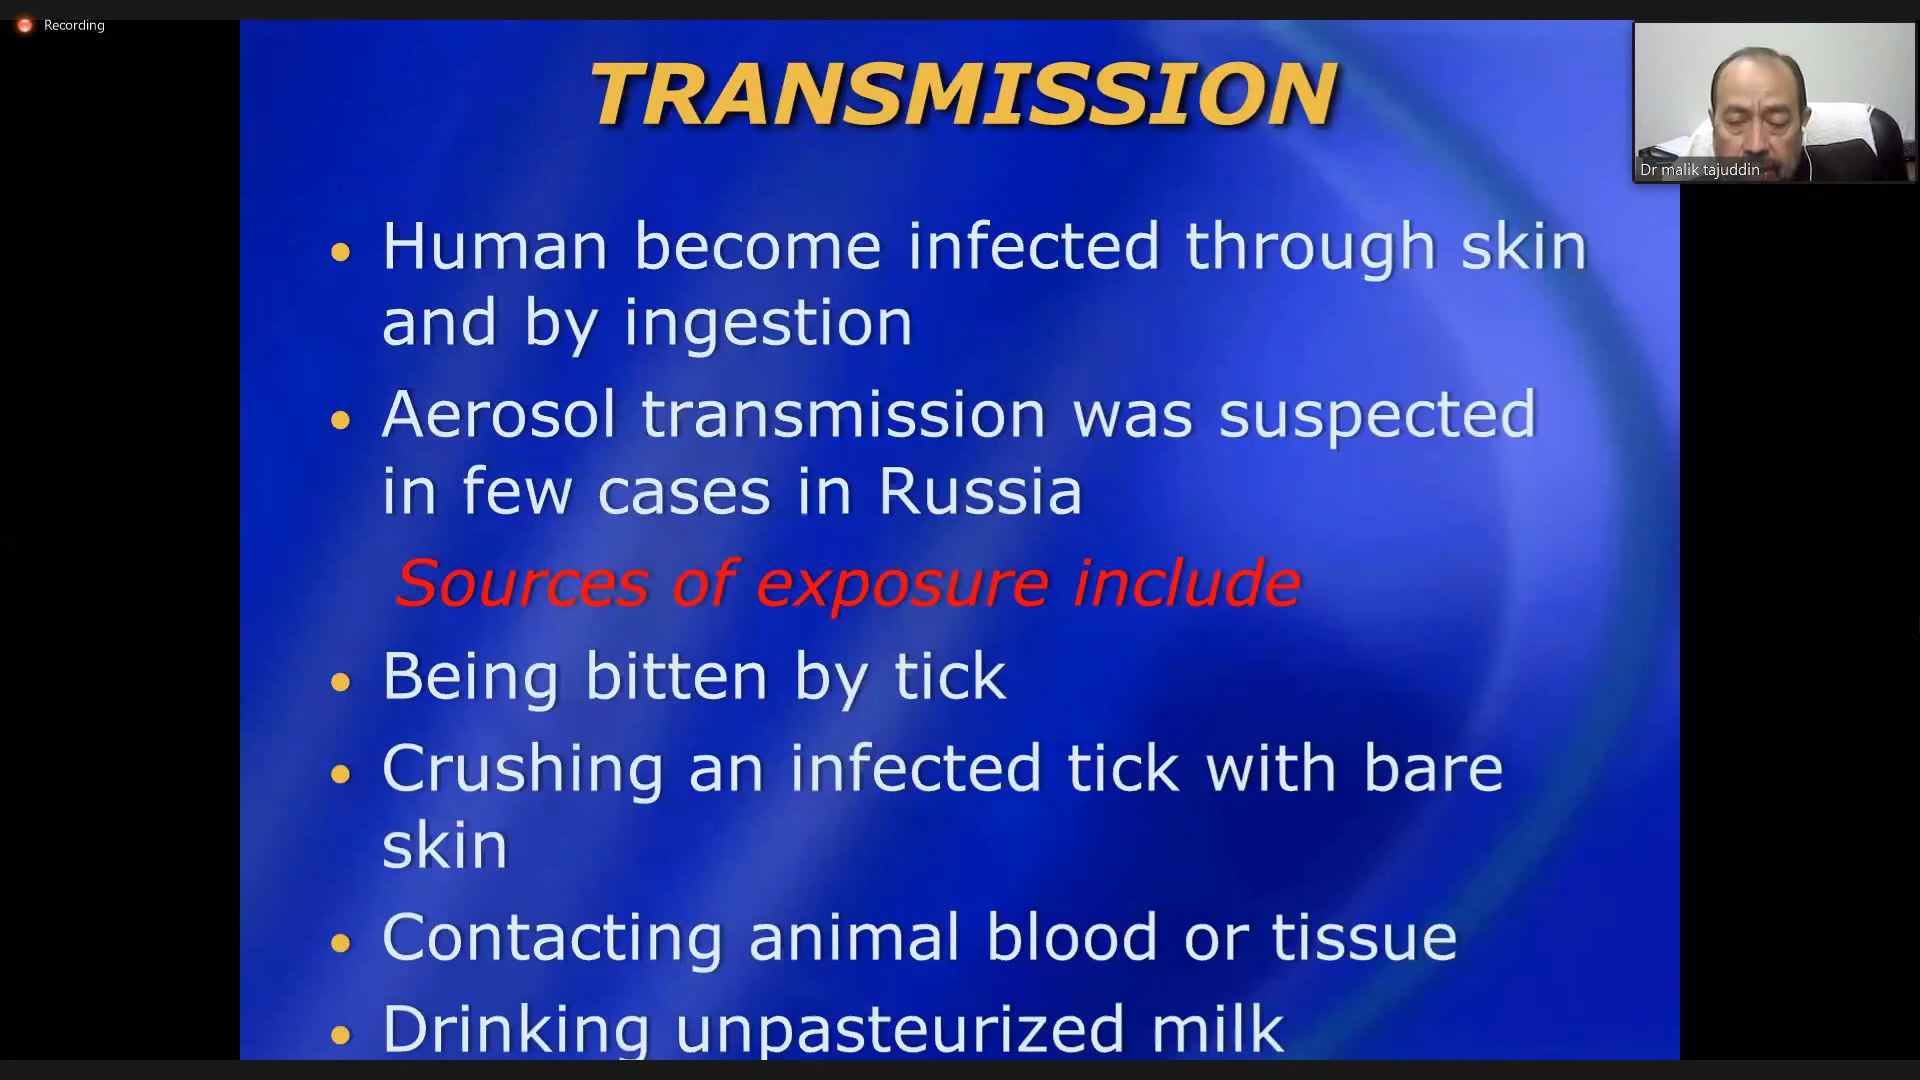 Recording
TRANSMISSION
Dr malik tajuddin
• Human become infected through skin
and by ingestion
• Aerosol transmission was suspected
in few cases in Russia
Sources of exposure include
• Being bitten by tick
• Crushing an infected tick with bare
skin
• Contacting animal blood or tissue
• Drinking unpasteurized milk